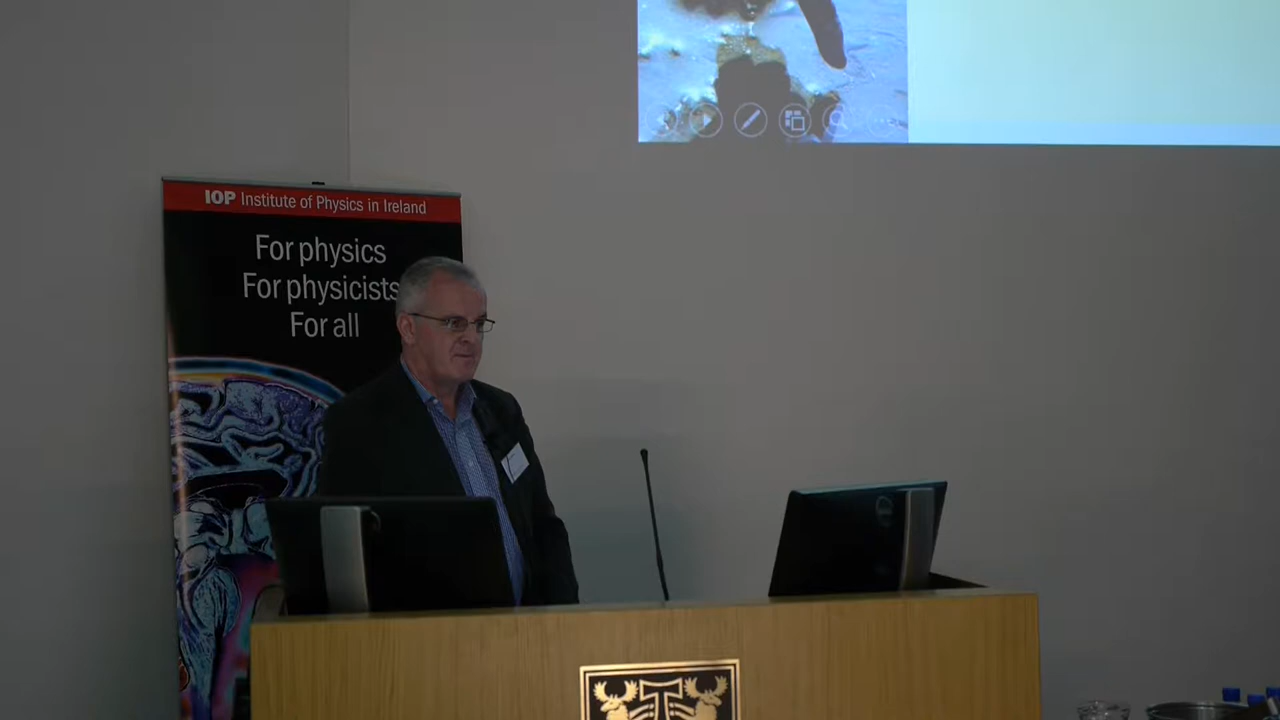 IOP Institute of Physics in Ireland
For physics
For physicists
For all